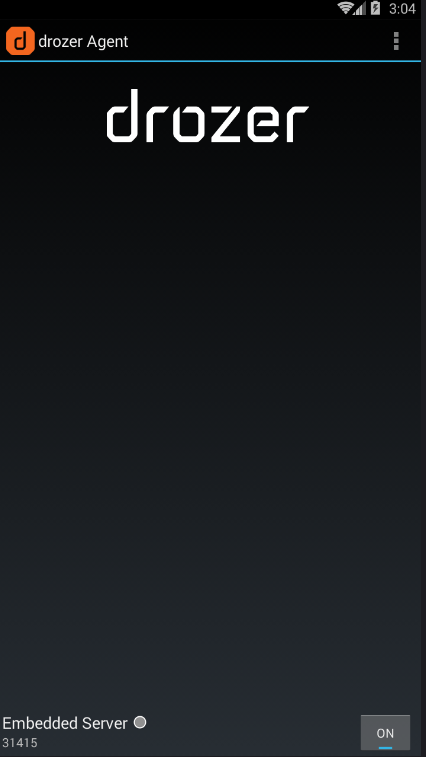 3:04
drozer Agent
drozer
Embedded Server
31415
ON